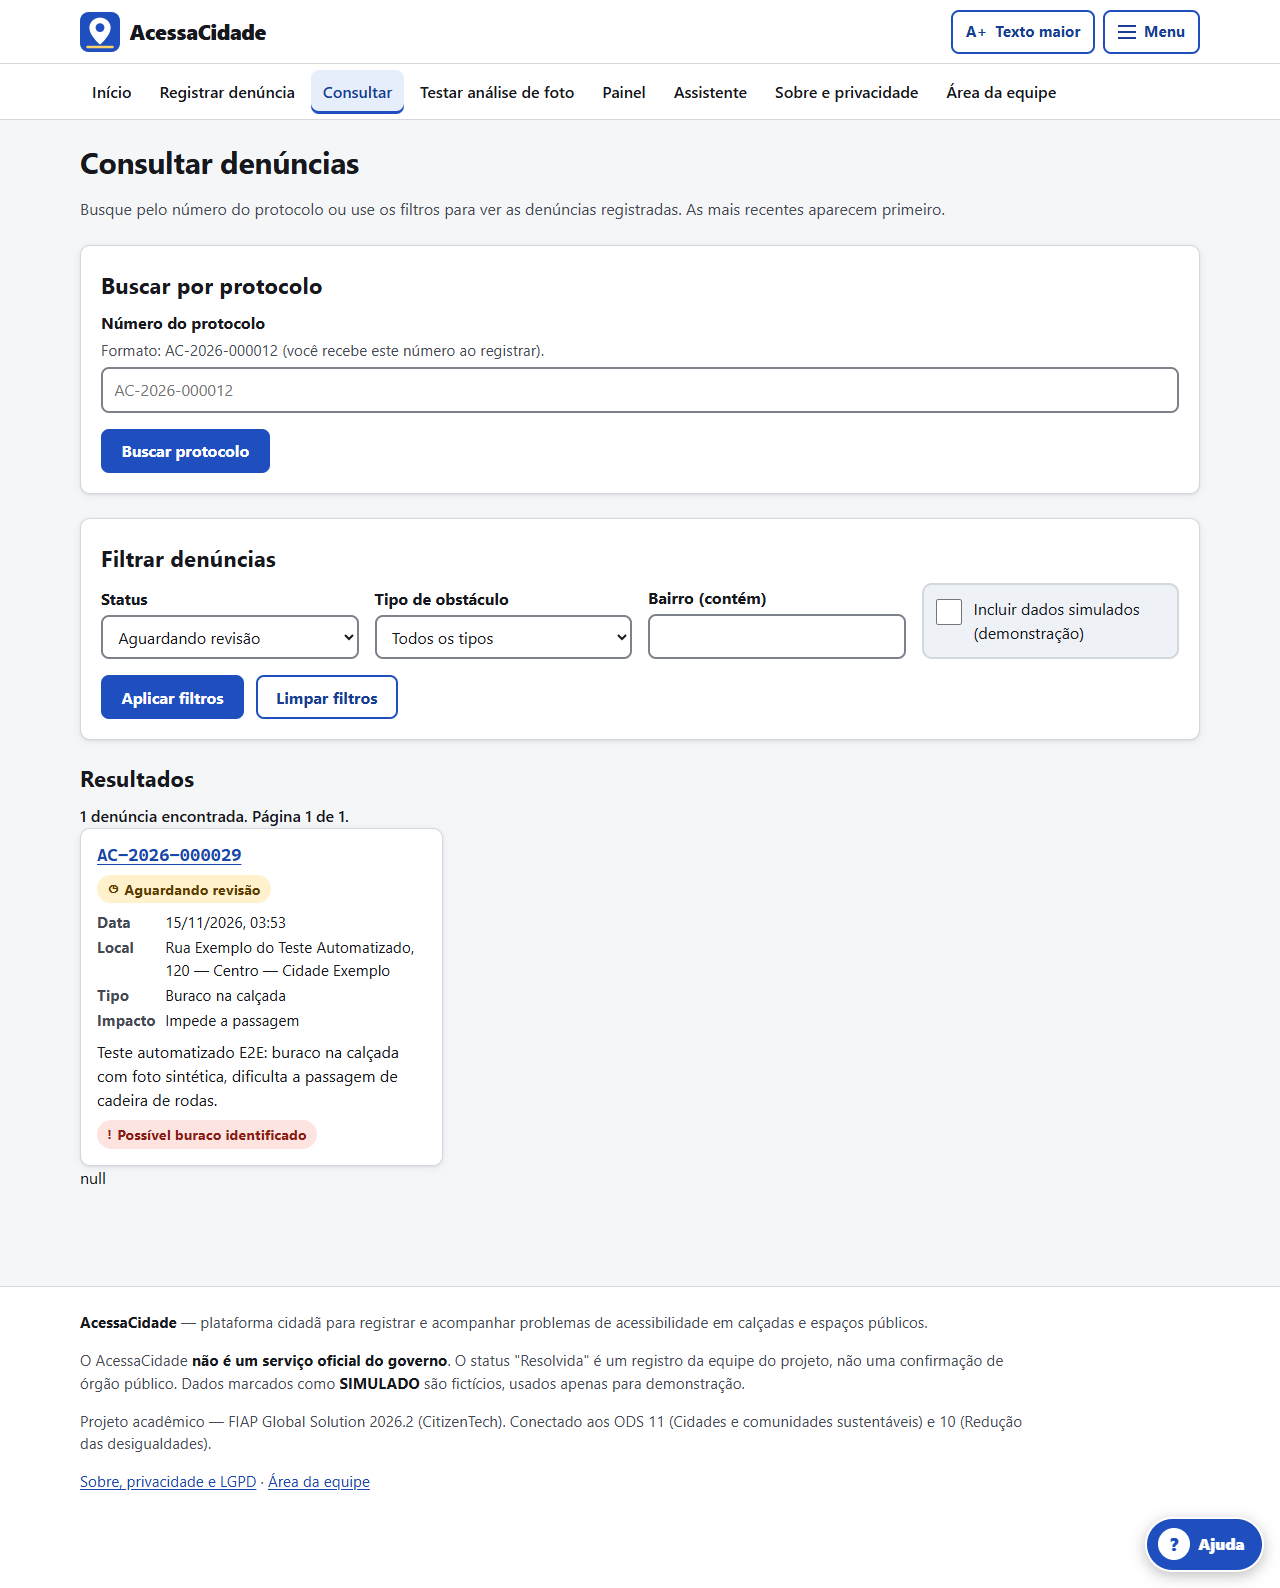 AcessaCidade
A+ Texto maior
Menu
Início
Registrar denúncia
Consultar
Testar análise de foto
Painel
Assistente
Sobre e privacidade
Área da equipe
Consultar denúncias
Busque pelo número do protocolo ou use os filtros para ver as denúncias registradas. As mais recentes aparecem primeiro.
Buscar por protocolo
Número do protocolo
Formato: AC-2026-000012 (você recebe este número ao registrar).
AC-2026-000012
Buscar protocolo
Filtrar denúncias
Status
Tipo de obstáculo
Bairro (contém)
Aguardando revisão
Todos os tipos
Incluir dados simulados
(demonstração)
Aplicar filtros
Limpar filtros
Resultados
1 denúncia encontrada. Página 1 de 1.
AC-2026-000029
Aguardando revisão
Data 15/11/2026, 03:53
Local Rua Exemplo do Teste Automatizado,
120 — Centro — Cidade Exemplo
Tipo Buraco na calçada
Impacto Impede a passagem
Teste automatizado E2E: buraco na calçada
com foto sintética, dificulta a passagem de
cadeira de rodas.
! Possível buraco identificado
null
AcessaCidade — plataforma cidadã para registrar e acompanhar problemas de acessibilidade em calçadas e espaços públicos.
O AcessaCidade não é um serviço oficial do governo. O status "Resolvida" é um registro da equipe do projeto, não uma confirmação de
órgão público. Dados marcados como SIMULADO são fictícios, usados apenas para demonstração.
Projeto acadêmico — FIAP Global Solution 2026.2 (CitizenTech). Conectado aos ODS 11 (Cidades e comunidades sustentáveis) e 10 (Redução
das desigualdades).
Sobre, privacidade e LGPD · Área da equipe
? Ajuda